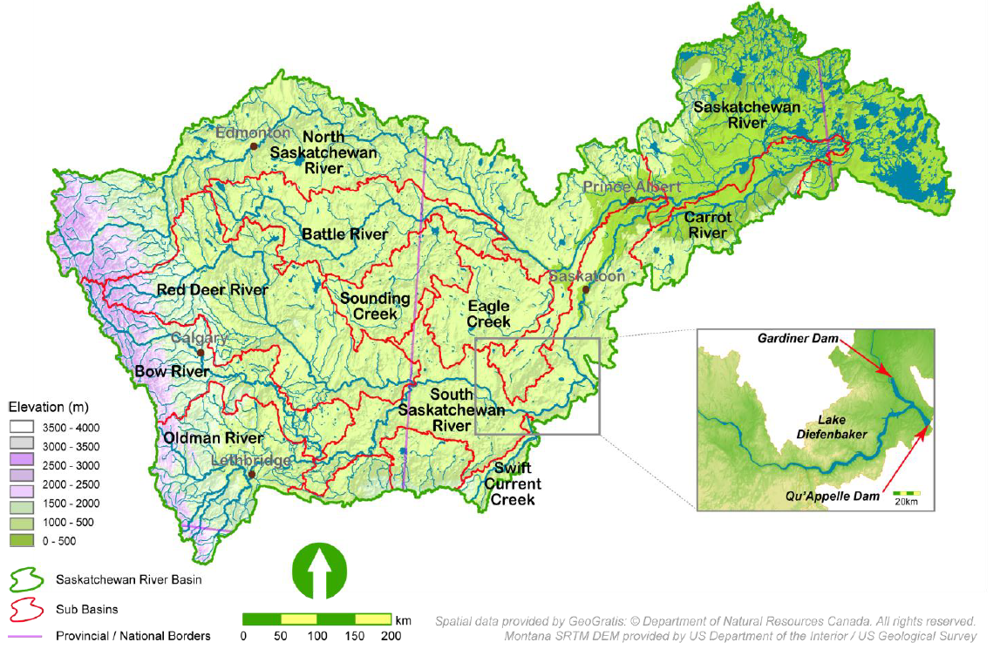 Saskatchewan
River
Edmonton
North
Saskatchewan
River
Prince Albert
Carrot
River
Battle River
Saskatoon
Red Deer River
Sounding
Creek
Eagle
Creek
Calgary
Bow River
South
Saskatchewan
River
Oldman River
Lethbridge
Swift
Current
Creek
Gardiner Dam
Lake
Diefenbaker
Qu'Appelle Dam
20km
Elevation (m)
3500 - 4000
3000 - 3500
2500 - 3000
2000 - 2500
1500 - 2000
1000 - 500
0 - 500
Saskatchewan River Basin
Sub Basins
Provincial / National Borders
km
0 50 100 150 200
Spatial data provided by GeoGratis: © Department of Natural Resources Canada. All rights reserved.
Montana SRTM DEM provided by US Department of the Interior / US Geological Survey